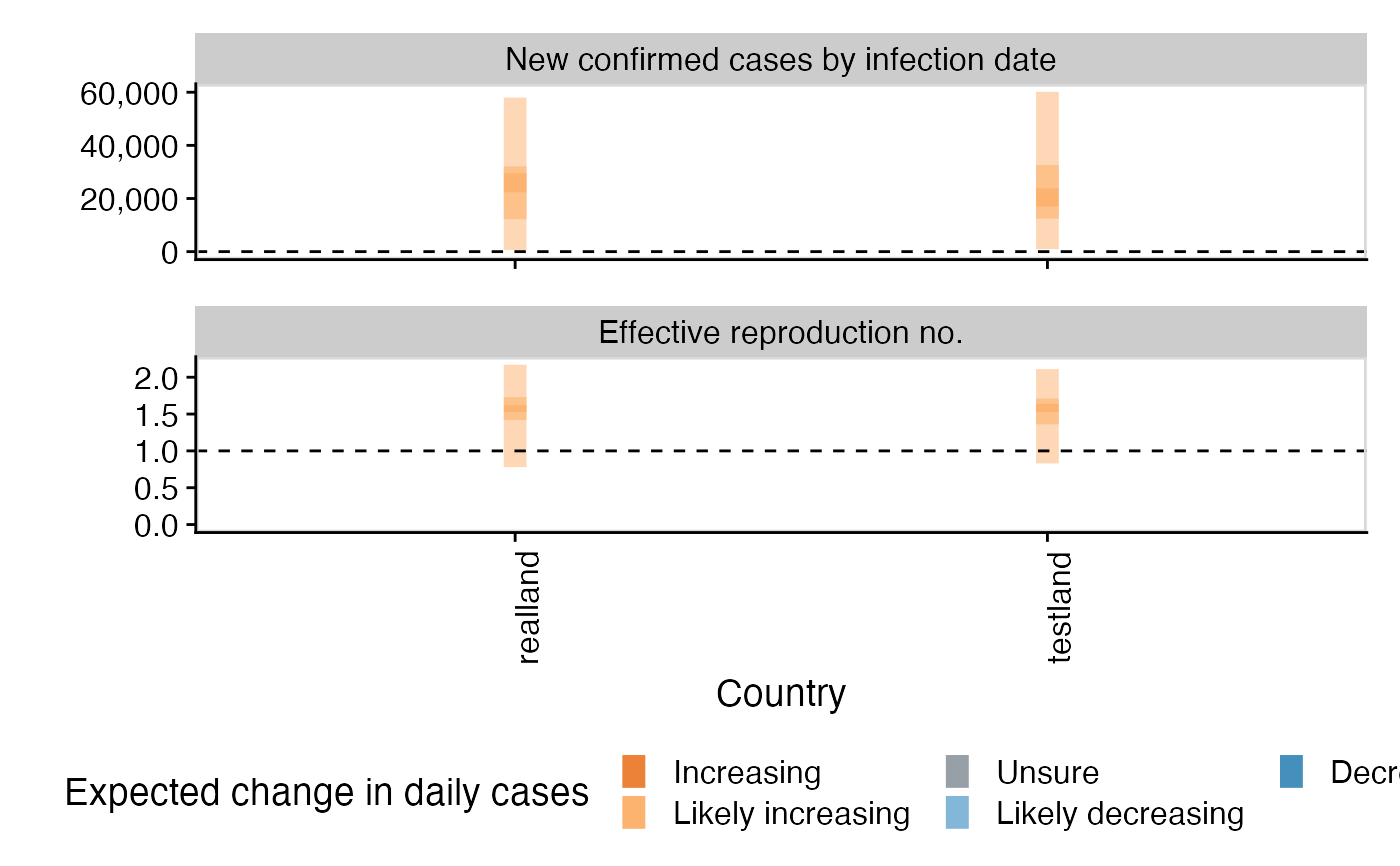 New confirmed cases by infection date
60,000
40,000
20,000
0
Effective reproduction no.
2.0
1.5
1.0
0.5
0.0
realland
testland
Country
Expected change in daily cases
Increasing
Unsure
Decr
Likely increasing
Likely decreasing